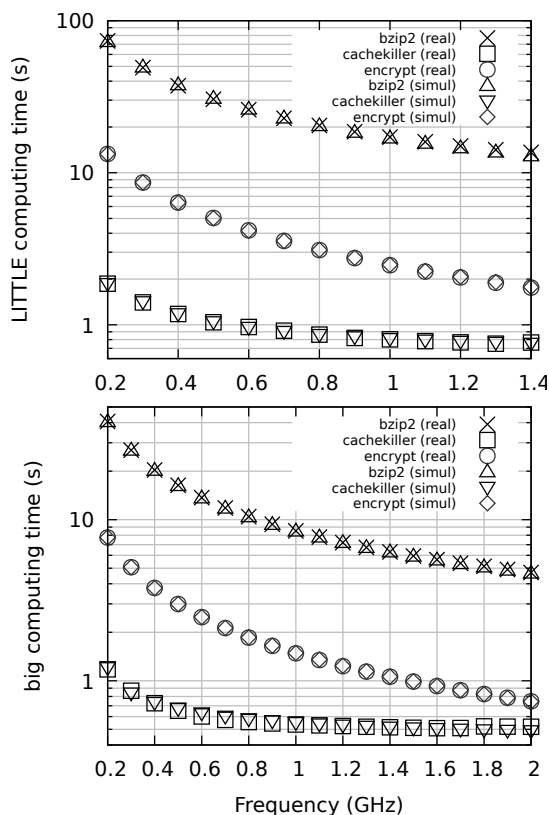 LITTLE computing time (s)
100
10
1
bzip2 (real)
cachekiller (real)
encrypt (real)
bzip2 (simul)
cachekiller (simul)
encrypt (simul)
0.2 0.4 0.6 0.8 1 1.2 1.4
big computing time (s)
10
1
bzip2 (real)
cachekiller (real)
encrypt (real)
bzip2 (simul)
cachekiller (simul)
encrypt (simul)
0.2 0.4 0.6 0.8 1 1.2 1.4 1.6 1.8 2
Frequency (GHz)